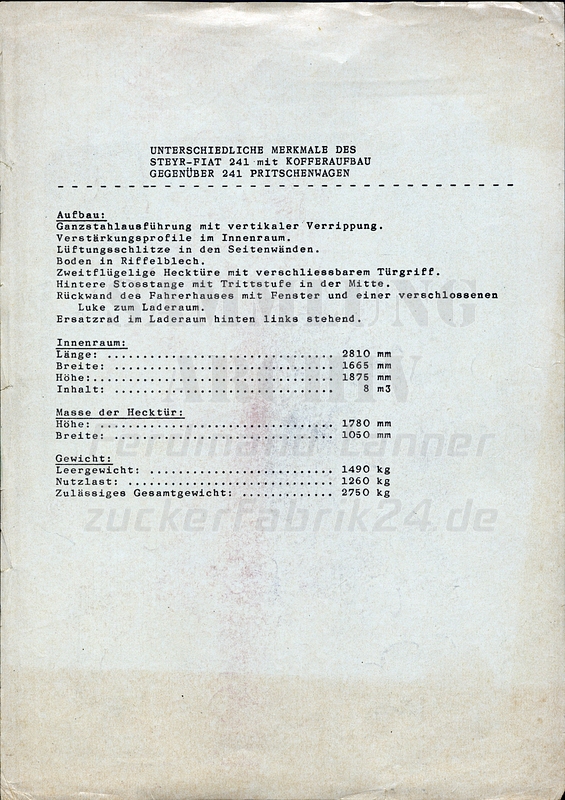 UNTERSCHIEDLICHE MERKMALE DES
STEYR-FIAT 241 mit KOFFERAUFBAU
GEGENÜBER 241 PRITSCHENWAGEN
Aufbau:
Ganzstahlausführung mit vertikaler Verrippung.
Verstärkungsprofile im Innenraum.
Lüftungsschlitze in den Seitenwänden.
Boden in Riffelblech.
Zweitflügelige Hecktüre mit verschliessbarem Türgriff.
Hintere Stosstange mit Trittstufe in der Mitte.
Rückwand des Fahrerhauses mit Fenster und einer verschlossenen
Luke zum Laderaum.
Ersatzrad im Laderaum hinten links stehend.
Innenraum:
Länge: ................................ 2810 mm
Breite: ............................... 1665 mm
Höhe:.................................. 1875 mm
Inhalt: ............................... 8 m3
Masse der Hecktür:
Höhe: ................................. 1780 mm
Breite: ............................... 1050 mm
Gewicht:
Leergewicht: .......................... 1490 kg
Nutzlast: ............................. 1260 kg
Zulässiges Gesamtgewicht: ............. 2750 kg
Ferdinand Lanner
zuckerfabrik24.de